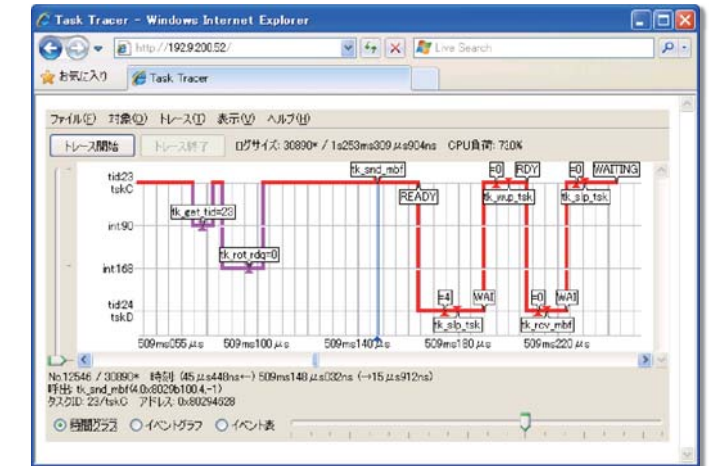 Task Tracer - Windows Internet Explorer
http://192.9.200.52/
Live Search
お気に入り
Task Tracer
ファイル(F) 対象(O) トレース(T) 表示(V) ヘルプ(H)
トレース開始 トレース終了 ログサイズ: 30890* / 1s253ms309μs904ns CPU負荷: 73.0%
tk_snd_mbf =0 RDY =0 WAITING
tid23
tskC
READY tk_wup_tsk tk_slp_tsk
tk_get_tid=23
int90
tk_rot_rdq=0
int168
=4 WAI =0 WAI
tid24
tskD
tk_slp_tsk tk_rcv_mbf
509ms055μs 509ms100μs 509ms140μs 509ms180μs 509ms220μs
No.12546 / 30890* 時刻: (45μs448ns←) 509ms148μs032ns (→15μs912ns)
呼出: tk_snd_mbf(4,0x8029b100,4,-1)
タスクID: 23/tskC アドレス: 0x80294628
時間グラフ イベントグラフ イベント表